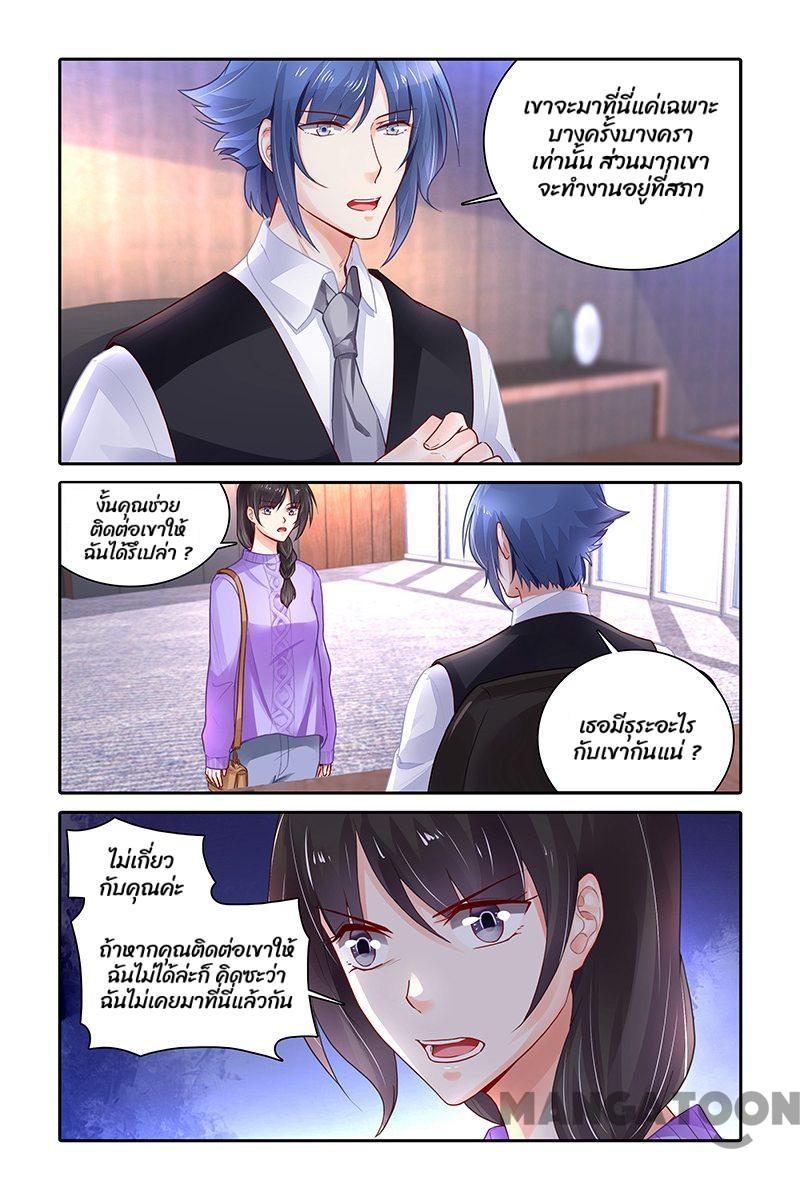 เขาจะมาที่นี่แค่เฉพาะ
บางครั้งบางครา
เท่านั้น ส่วนมากเขา
จะทำงานอยู่ที่สภา
งั้นคุณช่วย
ติดต่อเขาให้
ฉันได้รึเปล่า ?
เธอมีธุระอะไร
กับเขากันแน่ ?
ไม่เกี่ยว
กับคุณค่ะ
ถ้าหากคุณติดต่อเขาให้
ฉันไม่ได้ล่ะก็ คิดซะว่า
ฉันไม่เคยมาที่นี่แล้วกัน
MANGATOON